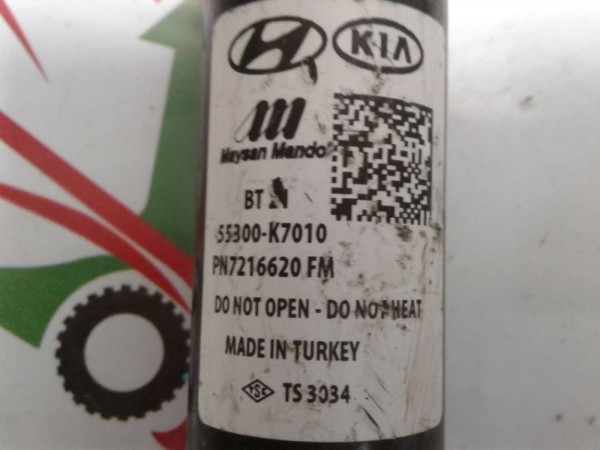 KIA
Maysan Mando
BT
55300-K7010
PN7216620 FM
DO NOT OPEN - DO NOT HEAT
MADE IN TURKEY
TSE TS 3034